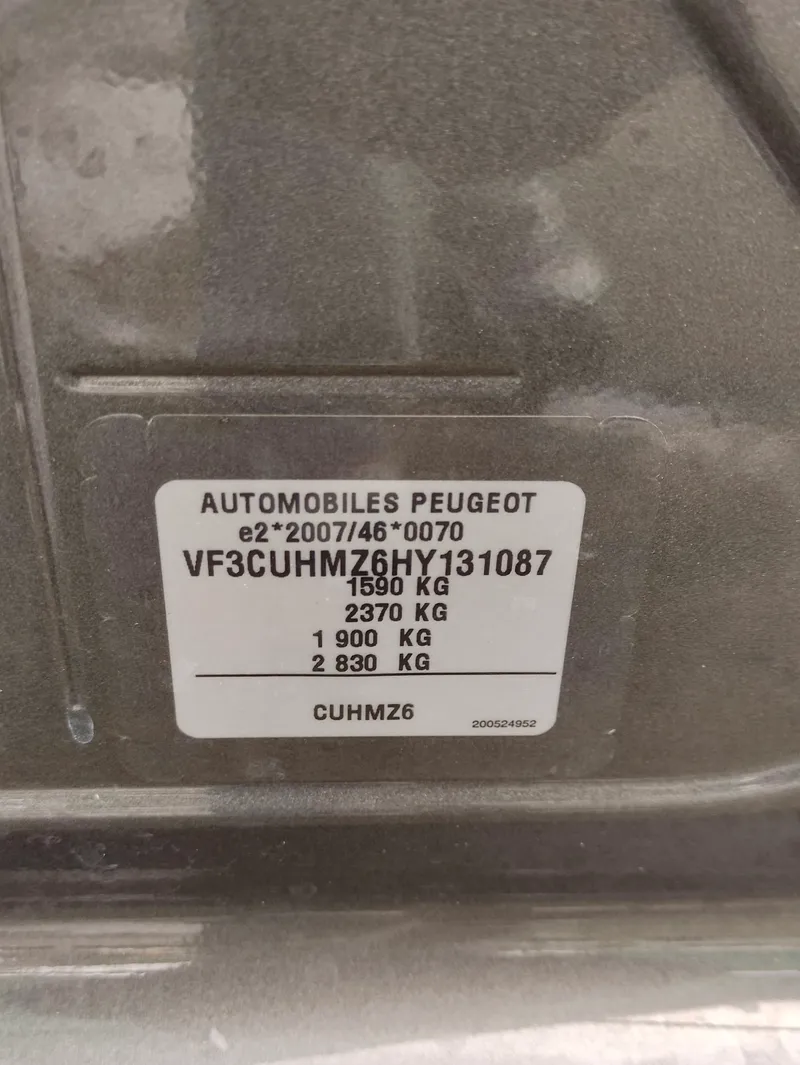 AUTOMOBILES PEUGEOT
e2*2007/46*0070
VF3CUHMZ6HY131087
1590 KG
2370 KG
1 900 KG
2 830 KG
CUHMZ6
200524952